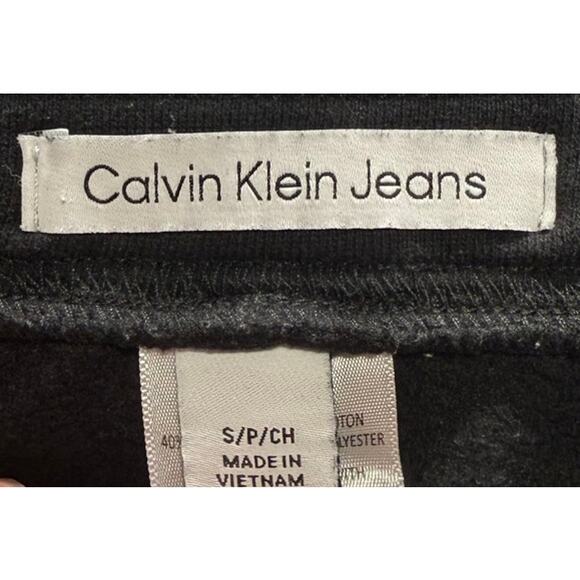 Calvin Klein Jeans
S/P/CH
MADE IN
VIETNAM